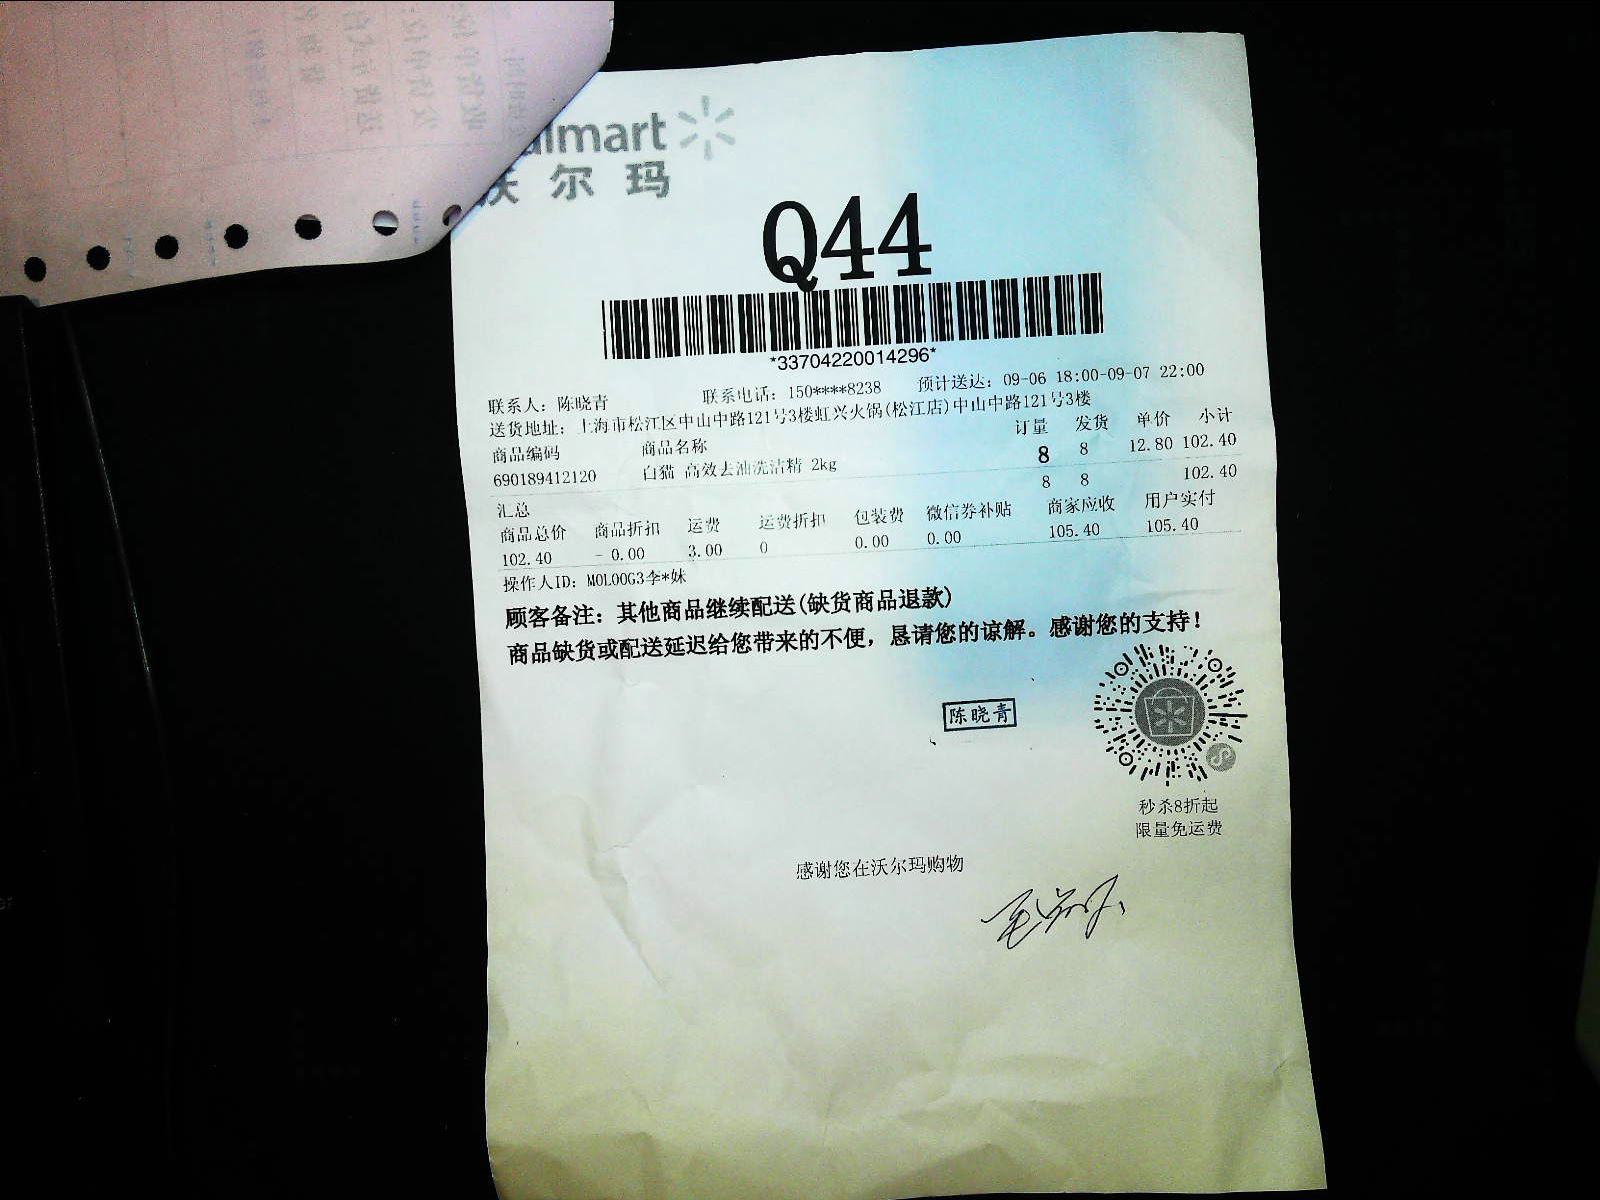 almart
沃尔玛
Q44
*33704220014296*
联系人：陈晓青 联系电话：150****8238 预计送达：09-06 18:00-09-07 22:00
送货地址：上海市松江区中山中路121号3楼虹兴火锅(松江店)中山中路121号3楼
商品编码 商品名称 订量 发货 单价 小计
690189412120 白猫 高效去油洗洁精 2kg 8 8 12.80 102.40
8 8 102.40
汇总
商品总价 商品折扣 运费 运费折扣 包装费 微信券补贴 商家应收 用户实付
102.40 - 0.00 3.00 0 0.00 0.00 105.40 105.40
操作人ID：M0L00G3李*妹
顾客备注：其他商品继续配送(缺货商品退款)
商品缺货或配送延迟给您带来的不便，恳请您的谅解。感谢您的支持！
陈晓青
秒杀8折起
限量免运费
感谢您在沃尔玛购物